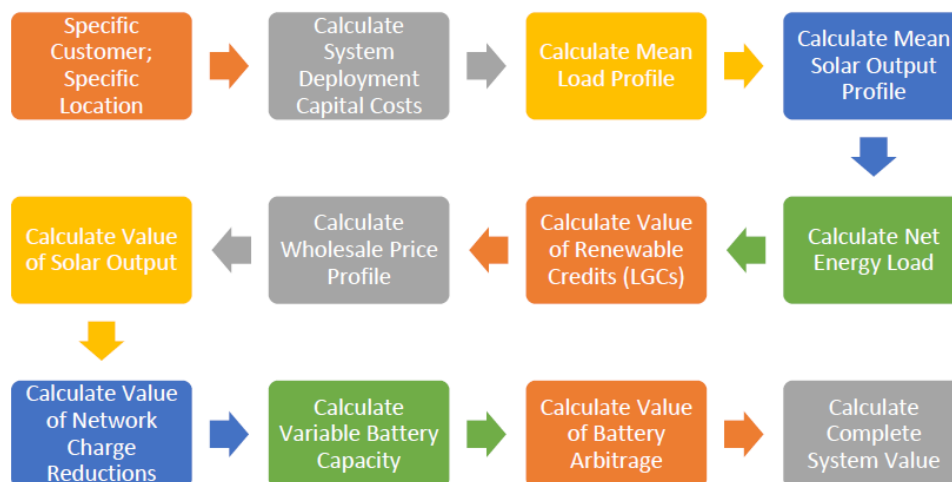 Specific
Customer;
Specific
Location
Calculate
System
Deployment
Capital Costs
Calculate Mean
Load Profile
Calculate Mean
Solar Output
Profile
Calculate Net
Energy Load
Calculate Value
of Renewable
Credits (LGCs)
Calculate
Wholesale Price
Profile
Calculate Value
of Solar Output
Calculate Value
of Network
Charge
Reductions
Calculate
Variable Battery
Capacity
Calculate Value
of Battery
Arbitrage
Calculate
Complete
System Value